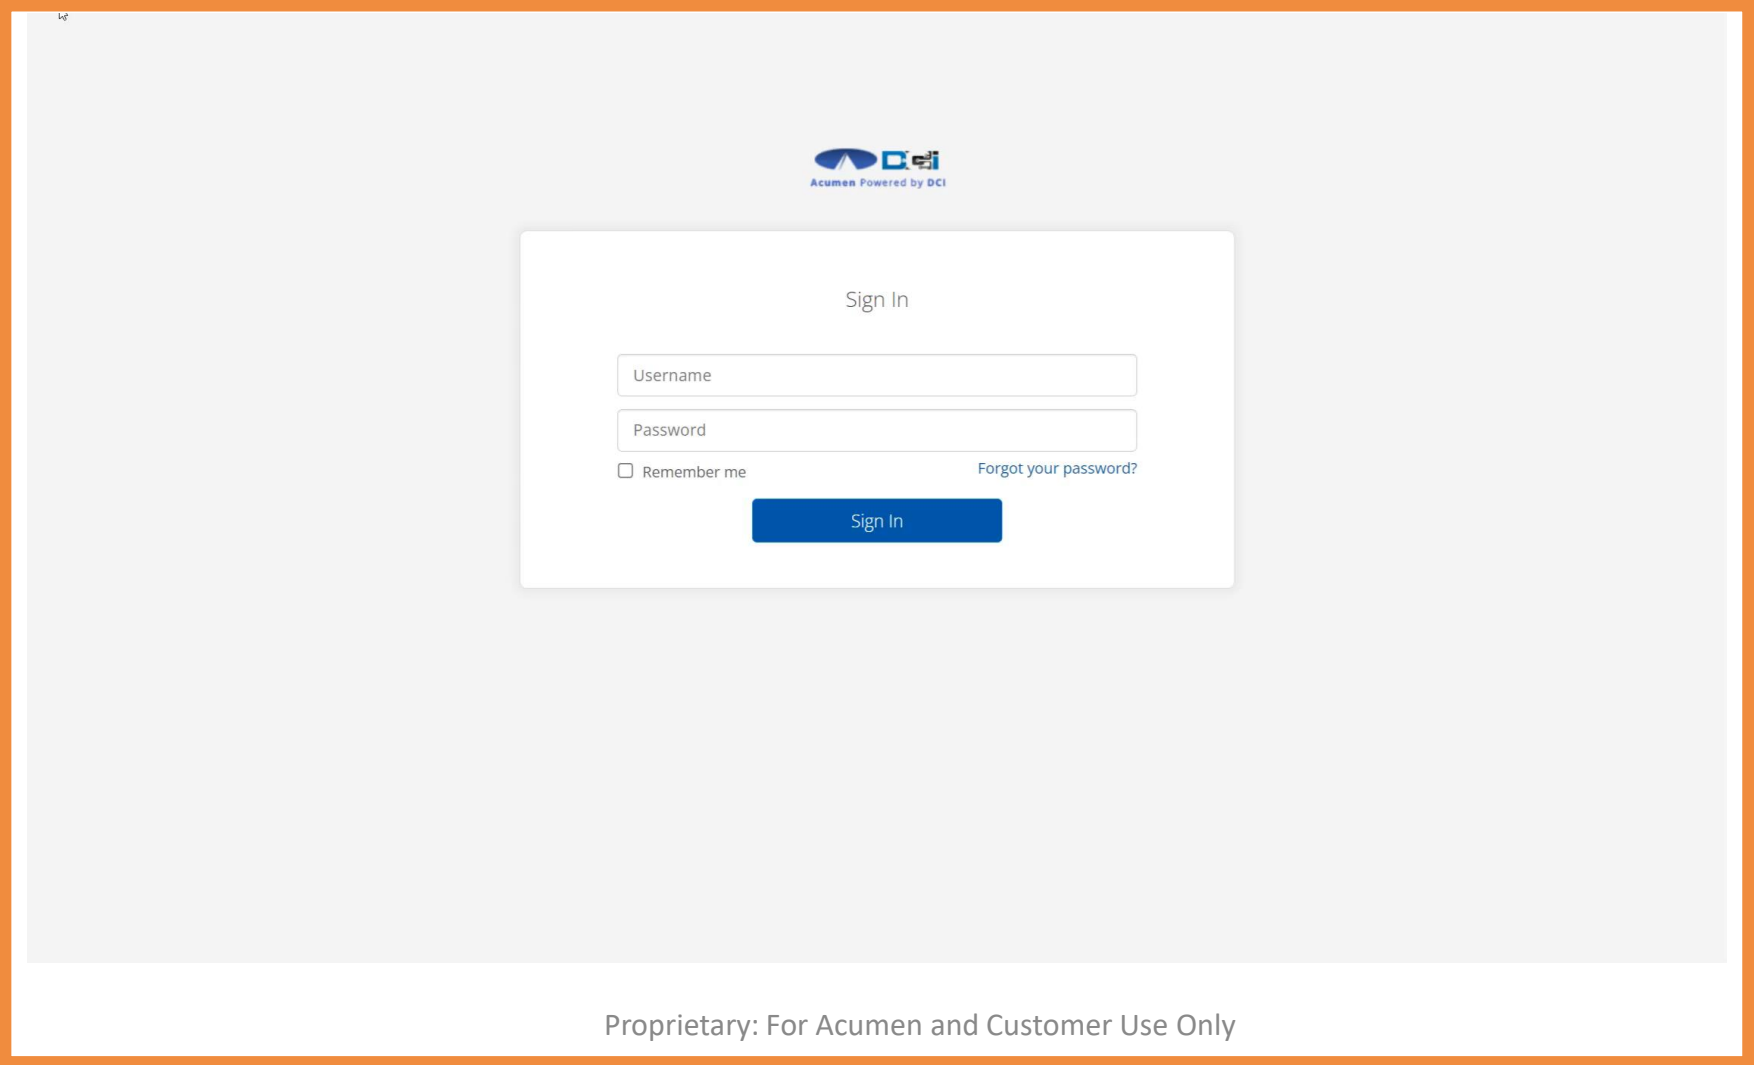 DCi
Acumen Powered by DCI
Sign In
Username
Password
Remember me
Forgot your password?
Sign In
Proprietary: For Acumen and Customer Use Only